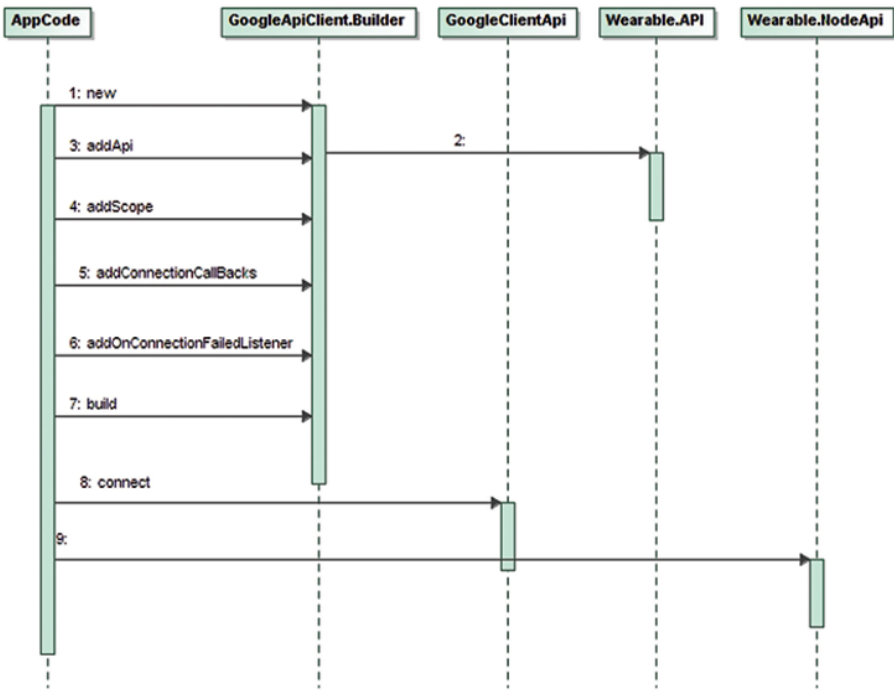 AppCode
GoogleApiClient.Builder
GoogleClientApi
Wearable.API
Wearable.NodeApi
1: new
2:
3: addApi
4: addScope
5: addConnectionCallBacks
6: addOnConnectionFailedListener
7: build
8: connect
9: